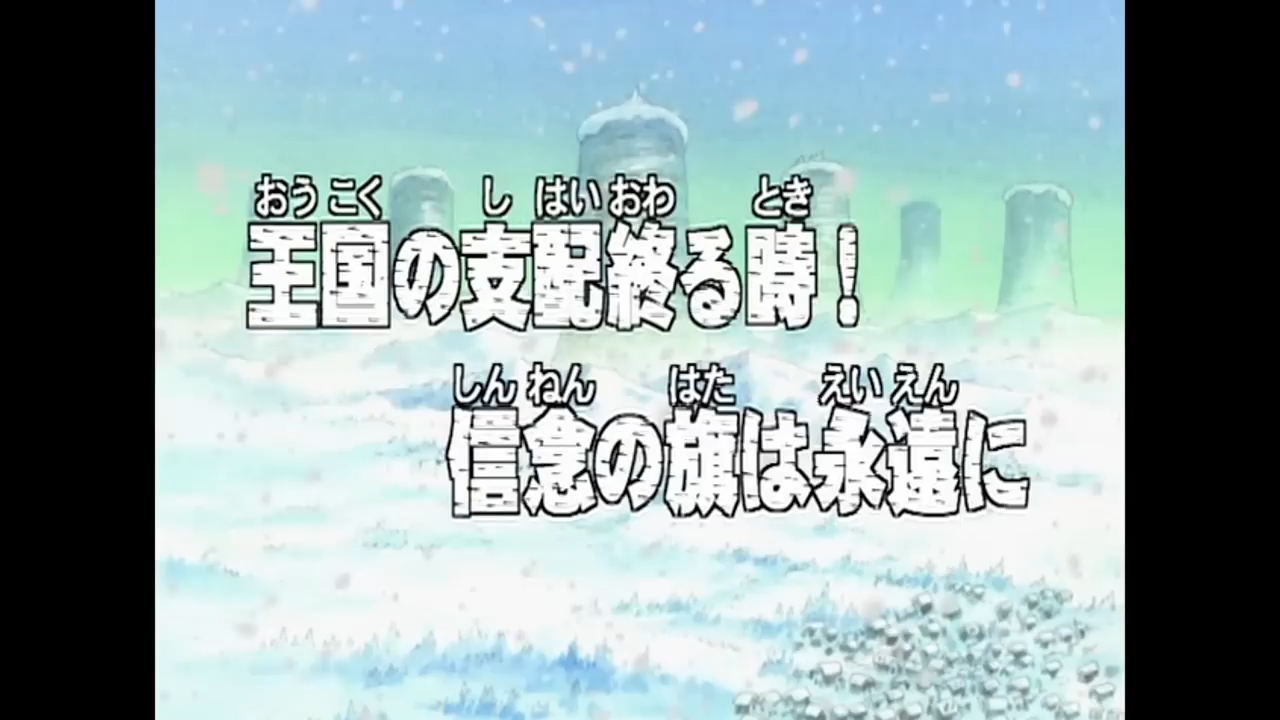 おうこく しはいおわ とき
王国の支配終る時！
しんねん はた えいえん
信念の旗は永遠に